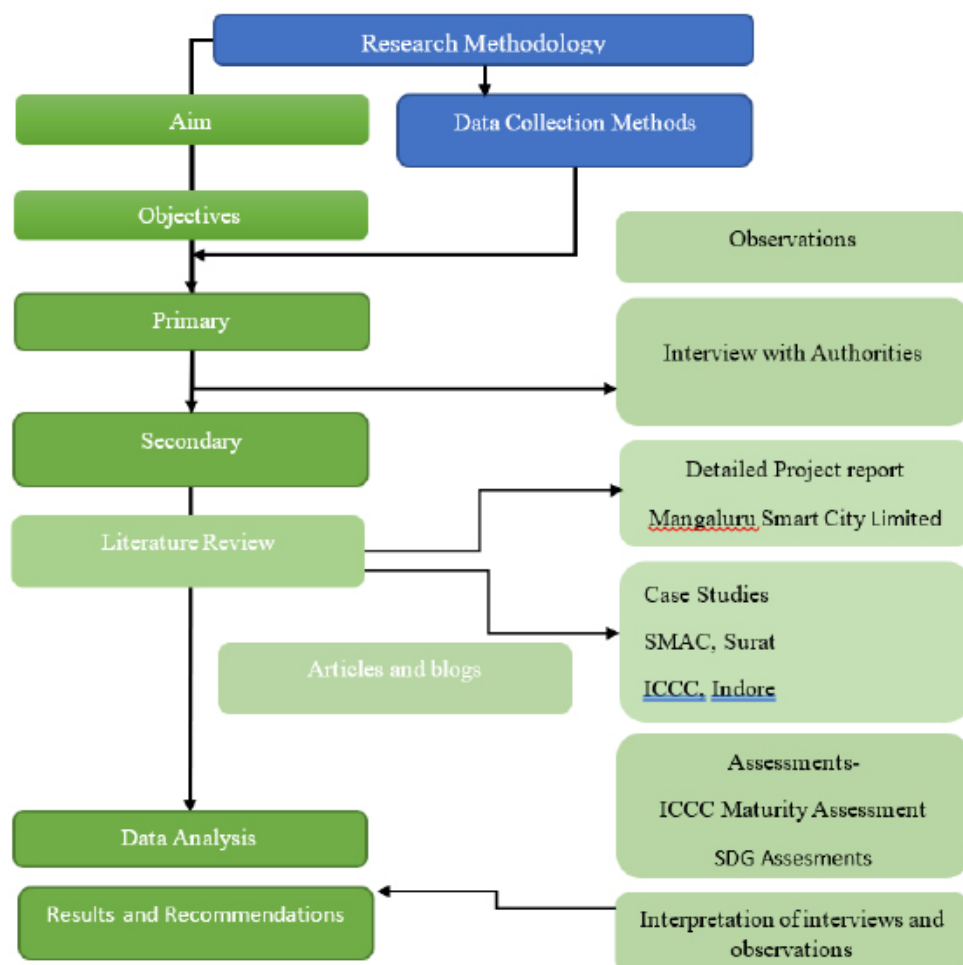 Research Methodology
Aim
Data Collection Methods
Objectives
Observations
Primary
Interview with Authorities
Secondary
Detailed Project report
Mangaluru Smart City Limited
Literature Review
Case Studies
SMAC, Surat
ICCC, Indore
Articles and blogs
Assessments-
ICCC Maturity Assessment
SDG Assesments
Data Analysis
Results and Recommendations
Interpretation of interviews and
observations